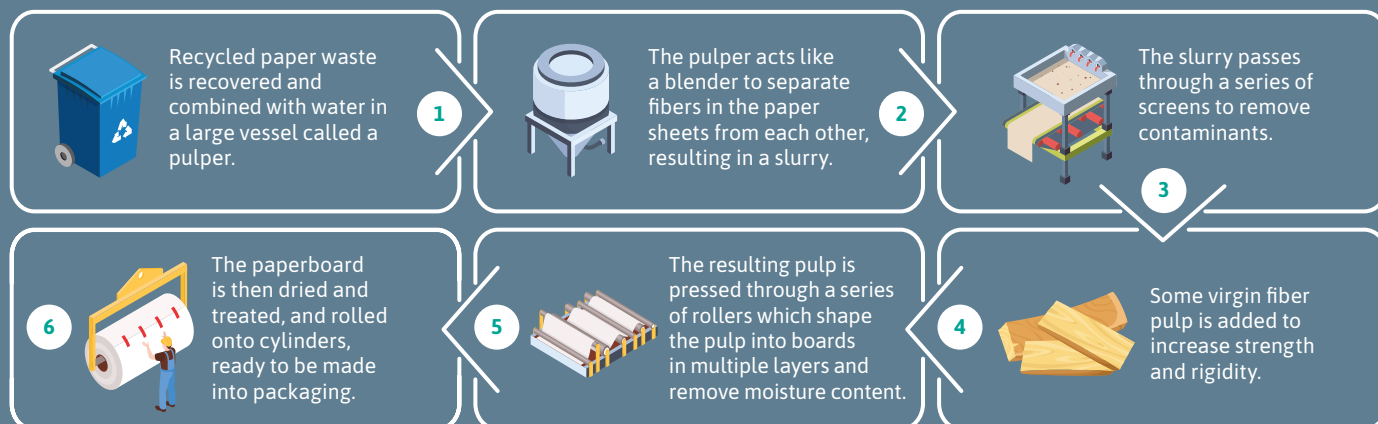 Recycled paper waste
is recovered and
combined with water in
a large vessel called a
pulper.
1
The pulper acts like
a blender to separate
fibers in the paper
sheets from each other,
resulting in a slurry.
2
The slurry passes
through a series of
screens to remove
contaminants.
3
Some virgin fiber
pulp is added to
increase strength
and rigidity.
4
The resulting pulp is
pressed through a series
of rollers which shape
the pulp into boards
in multiple layers and
remove moisture content.
5
The paperboard
is then dried and
treated, and rolled
onto cylinders,
ready to be made
into packaging.
6